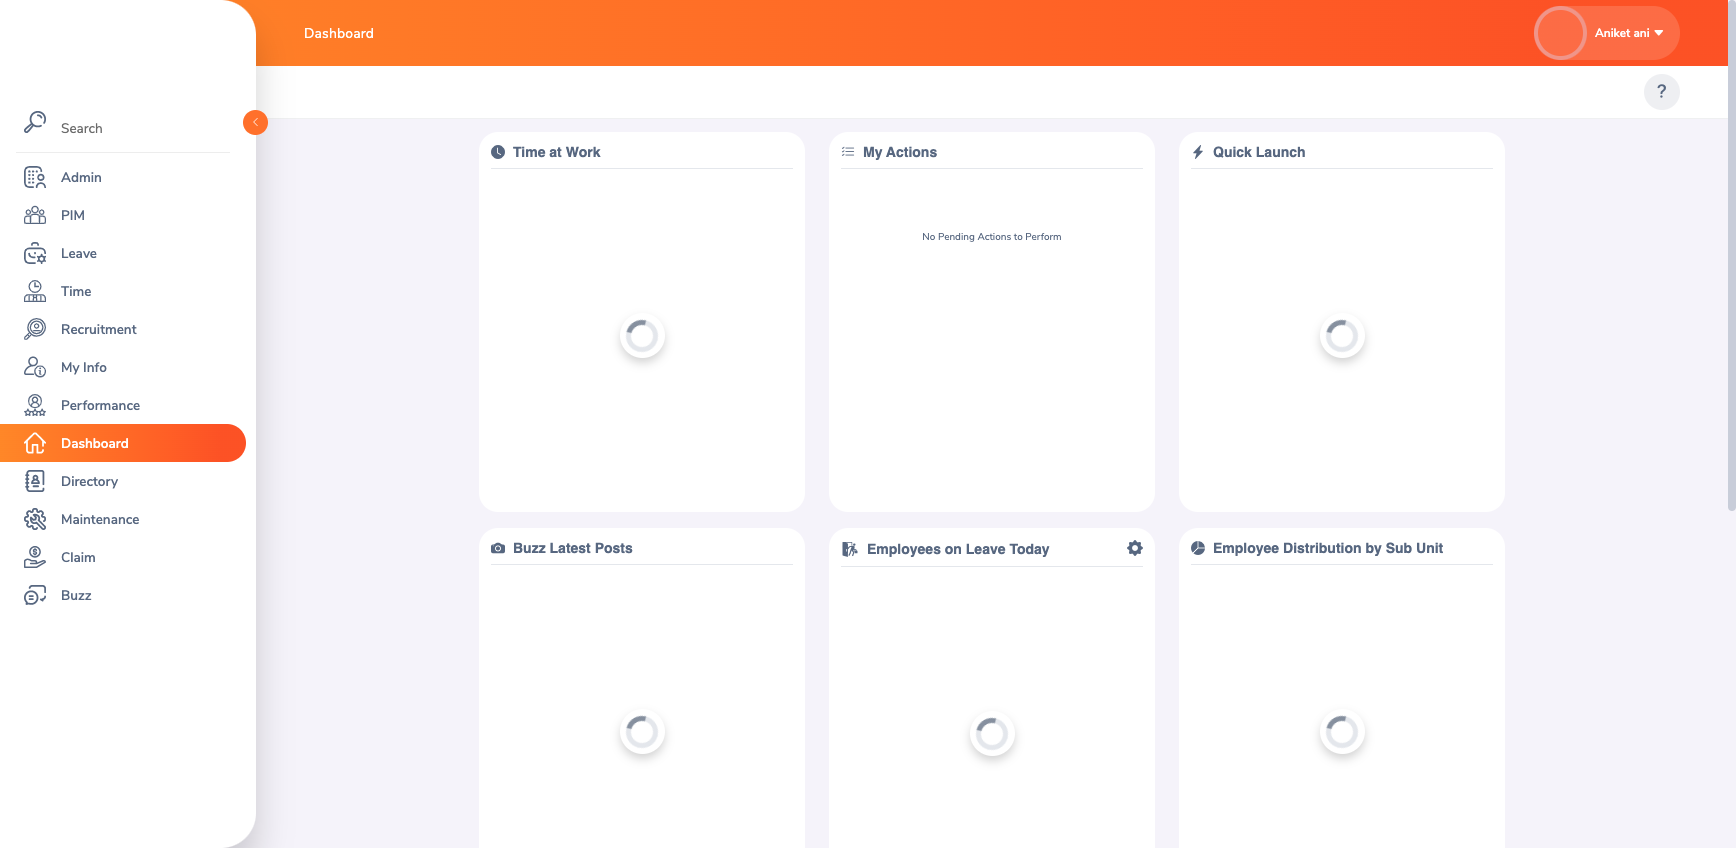 Dashboard
Aniket ani
?
Search
Admin
PIM
Leave
Time
Recruitment
My Info
Performance
Dashboard
Directory
Maintenance
Claim
Buzz
Time at Work
My Actions
No Pending Actions to Perform
Quick Launch
Buzz Latest Posts
Employees on Leave Today
Employee Distribution by Sub Unit